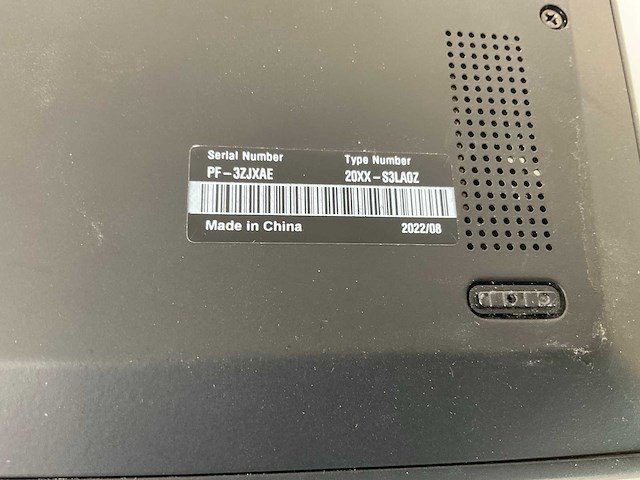 Serial Number Type Number
PF-3ZJXAE 20XX-S3LA0Z
Made in China 2022/08